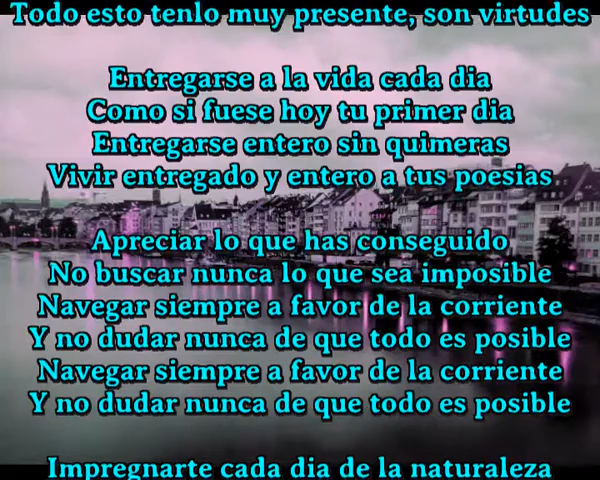 Todo esto tenlo muy presente, son virtudes
Entregarse a la vida cada dia
Como si fuese hoy tu primer dia
Entregarse entero sin quimeras
Vivir entregado y entero a tus poesias
Apreciar lo que has conseguido
No buscar nunca lo que sea imposible
Navegar siempre a favor de la corriente
Y no dudar nunca de que todo es posible
Navegar siempre a favor de la corriente
Y no dudar nunca de que todo es posible
Impregnarte cada dia de la naturaleza